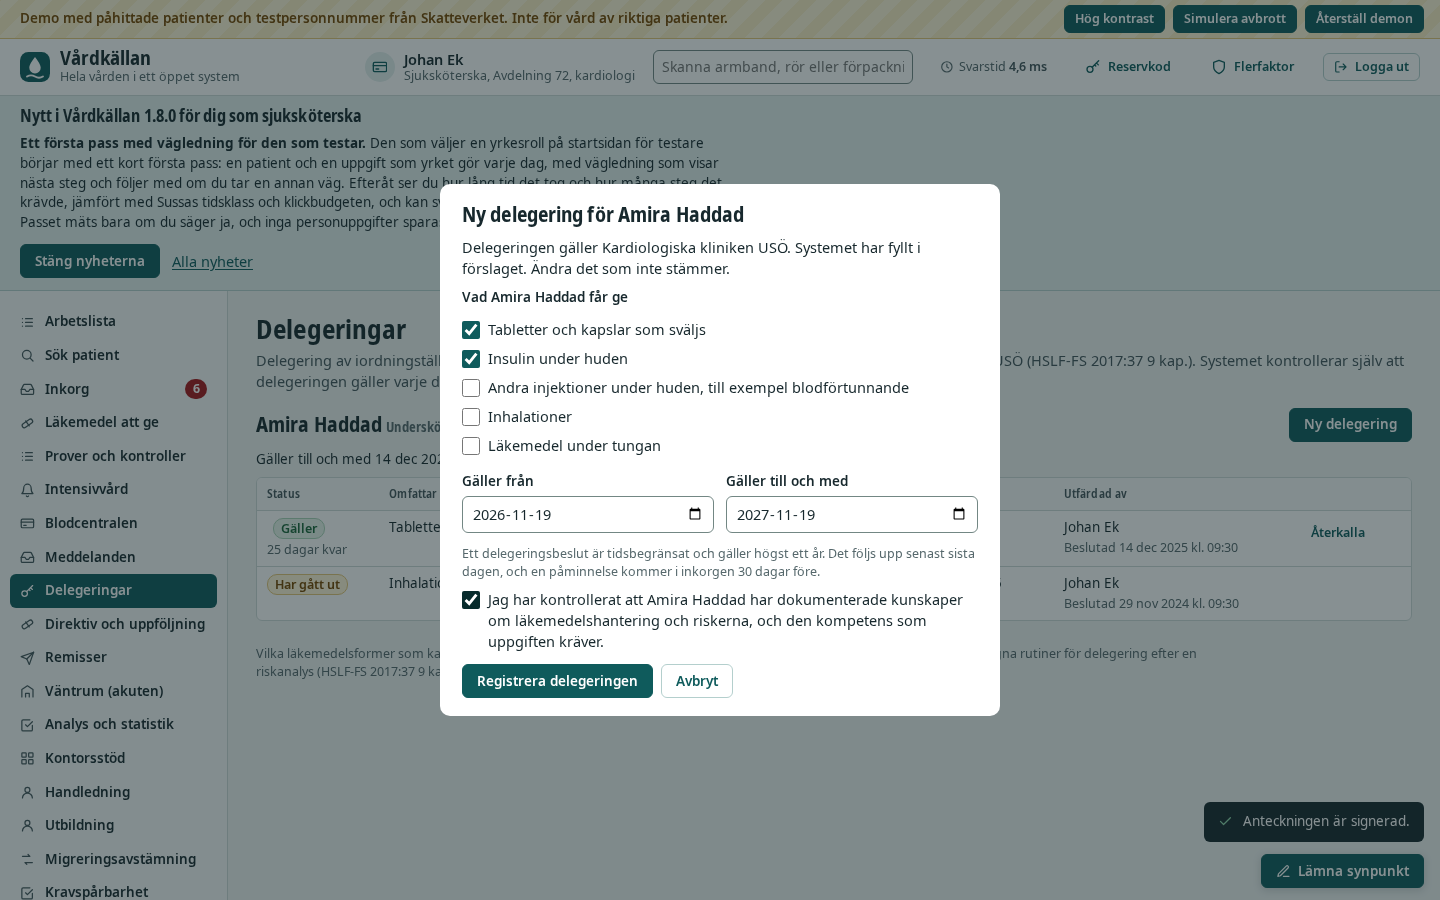 Demo med påhittade patienter och testpersonnummer från Skatteverket. Inte för vård av riktiga patienter.
Hög kontrast
Simulera avbrott
Återställ demon
Vårdkällan
Hela vården i ett öppet system
Johan Ek
Sjuksköterska, Avdelning 72, kardiologi
Skanna armband, rör eller förpackni
Svarstid 4,6 ms
Reservkod
Flerfaktor
Logga ut
Nytt i Vårdkällan 1.8.0 för dig som sjuksköterska
Ett första pass med vägledning för den som testar. Den som väljer en yrkesroll på startsidan för testare
börjar med ett kort första pass: en patient och en uppgift som yrket gör varje dag, med vägledning som visar
nästa steg och följer med om du tar en annan väg. Efteråt ser du hur lång tid det tog och hur många steg det
krävde, jämfört med Sussas tidsklass och klickbudgeten, och kan
Passet mäts bara om du säger ja, och inga personuppgifter spara
Stäng nyheterna
Alla nyheter
Arbetslista
Sök patient
Inkorg
6
Läkemedel att ge
Prover och kontroller
Intensivvård
Blodcentralen
Meddelanden
Delegeringar
Direktiv och uppföljning
Remisser
Väntrum (akuten)
Analys och statistik
Kontorsstöd
Handledning
Utbildning
Migreringsavstämning
Kravspårbarhet
Delegeringar
Delegering av iordningställ
USÖ (HSLF-FS 2017:37 9 kap.). Systemet kontrollerar själv att
delegeringen gäller varje d
Amira Haddad Underskö
Ny delegering
Gäller till och med 14 dec 202
Status
Omfattar
Utfärdad av
Gäller
25 dagar kvar
Tablette
Johan Ek
Beslutad 14 dec 2025 kl. 09:30
Återkalla
Har gått ut
Inhalatio
Johan Ek
Beslutad 29 nov 2024 kl. 09:30
Vilka läkemedelsformer som ka
gna rutiner för delegering efter en
riskanalys (HSLF-FS 2017:37 9 ka
Ny delegering för Amira Haddad
Delegeringen gäller Kardiologiska kliniken USÖ. Systemet har fyllt i
förslaget. Ändra det som inte stämmer.
Vad Amira Haddad får ge
Tabletter och kapslar som sväljs
Insulin under huden
Andra injektioner under huden, till exempel blodförtunnande
Inhalationer
Läkemedel under tungan
Gäller från
Gäller till och med
2026-11-19
2027-11-19
Ett delegeringsbeslut är tidsbegränsat och gäller högst ett år. Det följs upp senast sista
dagen, och en påminnelse kommer i inkorgen 30 dagar före.
Jag har kontrollerat att Amira Haddad har dokumenterade kunskaper
om läkemedelshantering och riskerna, och den kompetens som
uppgiften kräver.
Registrera delegeringen
Avbryt
Anteckningen är signerad.
Lämna synpunkt